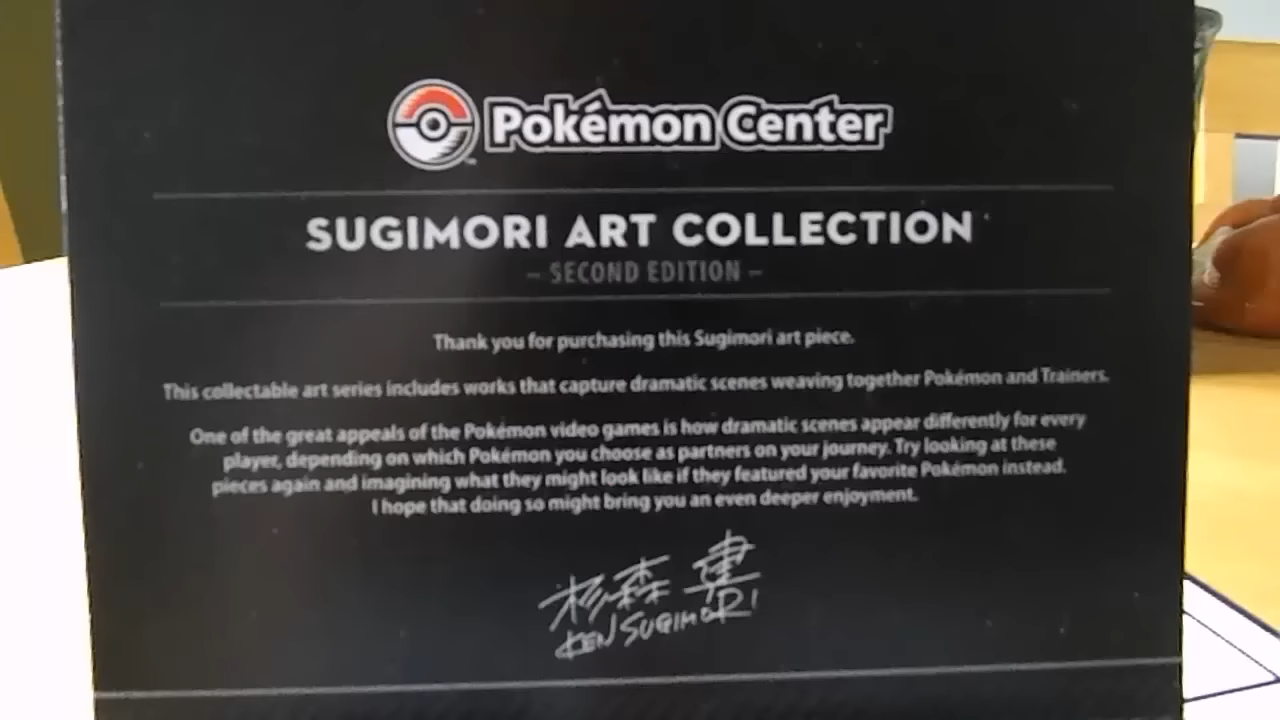 Pokémon Center
SUGIMORI ART COLLECTION
– SECOND EDITION –
Thank you for purchasing this Sugimori art piece.
This collectable art series includes works that capture dramatic scenes weaving together Pokémon and Trainers.
One of the great appeals of the Pokémon video games is how dramatic scenes appear differently for every
player, depending on which Pokémon you choose as partners on your journey. Try looking at these
pieces again and imagining what they might look like if they featured your favorite Pokémon instead.
I hope that doing so might bring you an even deeper enjoyment.
杉森 建
KEN SUGIMORI